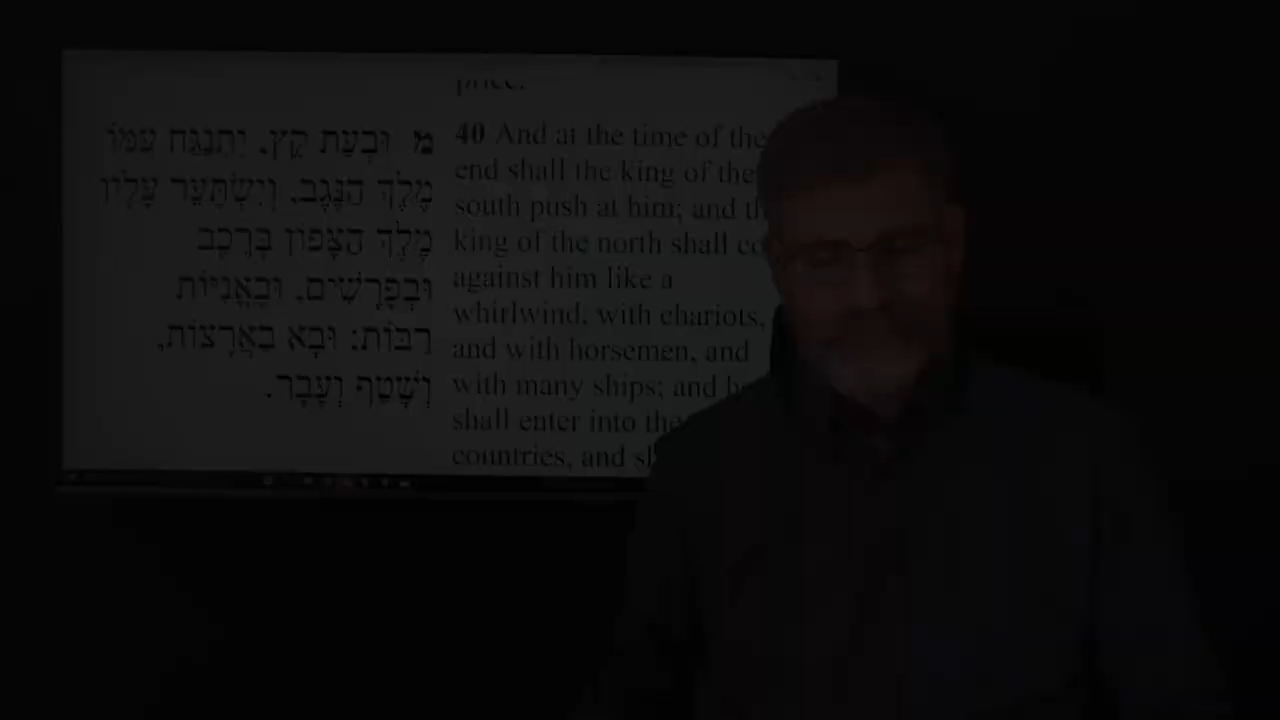 price.
מ וּבְעֵת קֵץ, יִתְנַגַּח עִמּוֹ
מֶלֶךְ הַנֶּגֶב, וְיִשְׂתָּעֵר עָלָיו
מֶלֶךְ הַצָּפוֹן בְּרֶכֶב
וּבְפָרָשִׁים, וּבָאֳנִיּוֹת
רַבּוֹת; וּבָא בַאֲרָצוֹת,
וְשָׁטַף וְעָבָר.
40 And at the time of the
end shall the king of the
south push at him; and
king of the north shall
against him like a
whirlwind, with chariots,
and with horsemen, and
with many ships; and
shall enter into the
countries, and